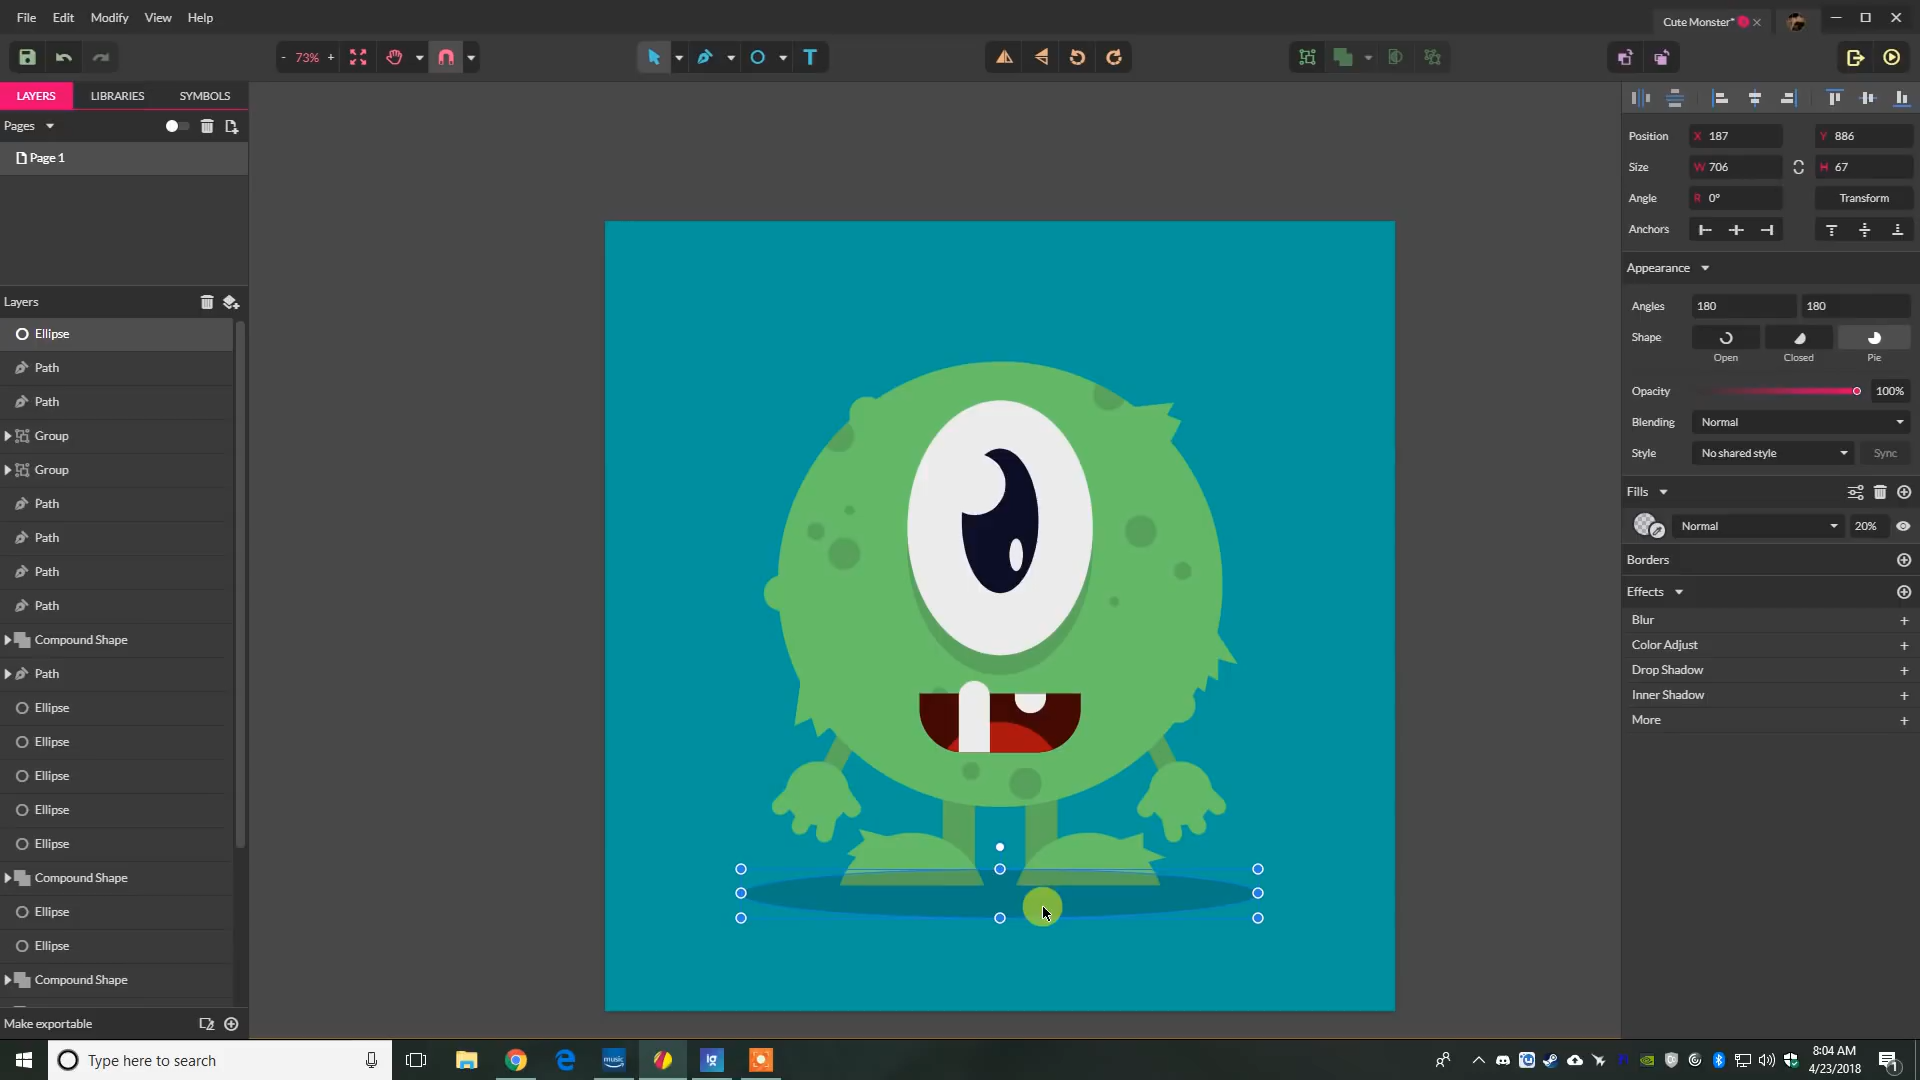 File Edit Modify View Help
Cute Monster*
- 73% +
T
LAYERS LIBRARIES SYMBOLS
Pages
Page 1
Layers
Ellipse
Path
Path
Group
Group
Path
Path
Path
Path
Compound Shape
Path
Ellipse
Ellipse
Ellipse
Ellipse
Ellipse
Compound Shape
Ellipse
Ellipse
Compound Shape
Make exportable
Position X 187 Y 886
Size W 706 H 67
Angle R 0° Transform
Anchors
Appearance
Angles 180 180
Shape
Open Closed Pie
Opacity 100%
Blending Normal
Style No shared style Sync
Fills
Normal 20%
Borders
Effects
Blur +
Color Adjust +
Drop Shadow +
Inner Shadow +
More +
Type here to search
music
ig
8:04 AM
4/23/2018
1